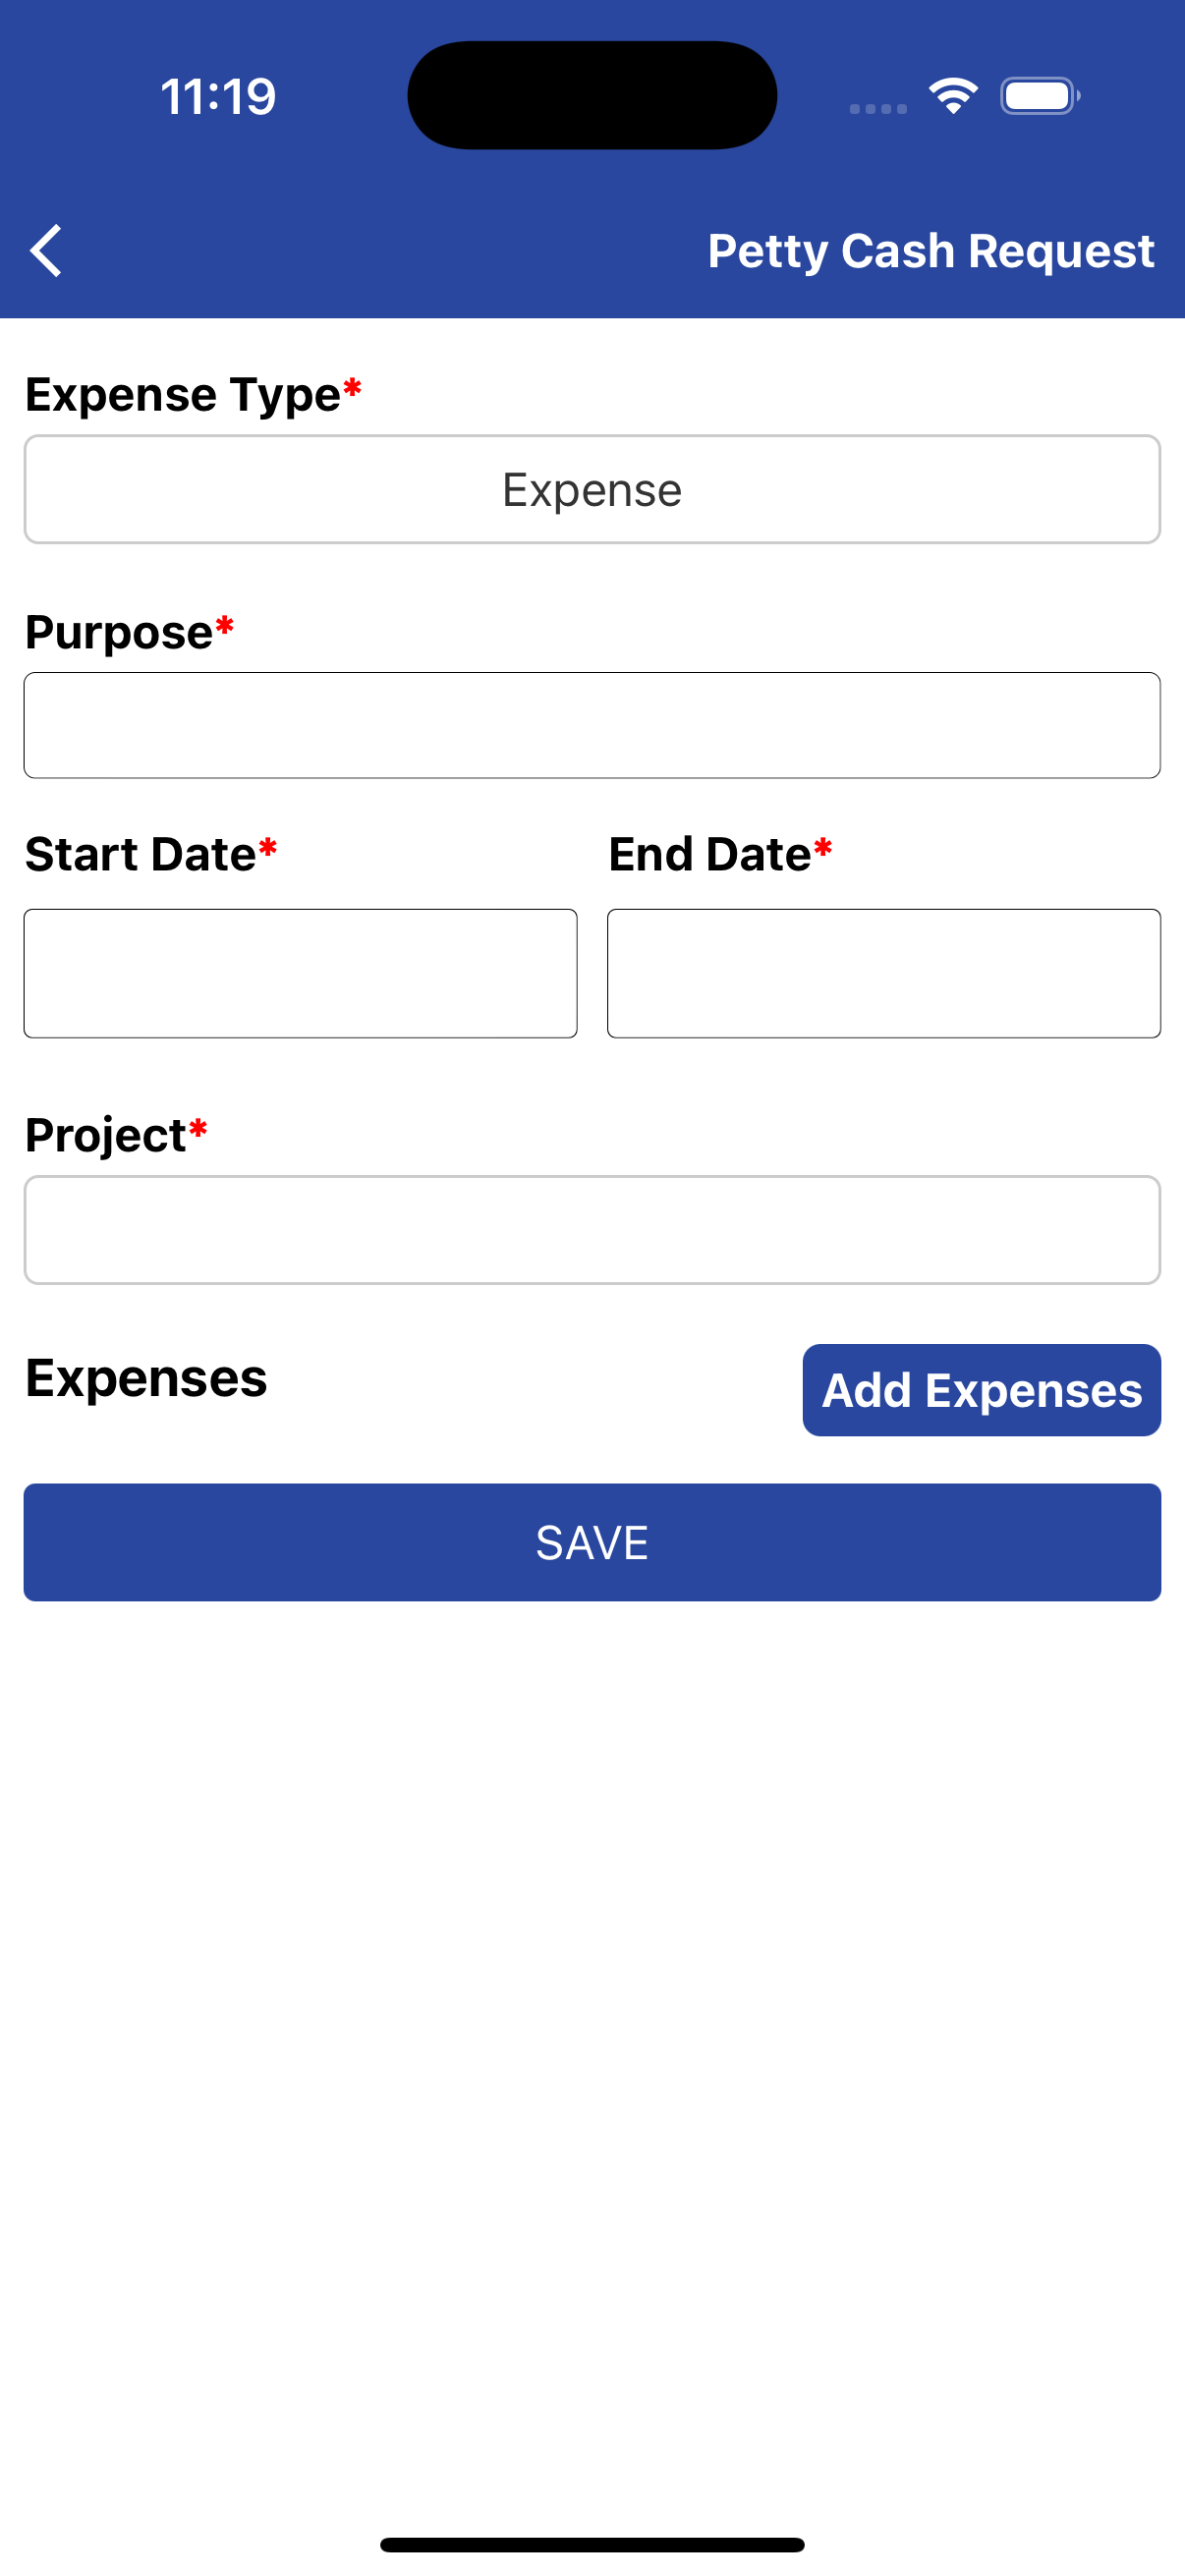 11:19
Petty Cash Request
Expense Type*
Expense
Purpose*
Start Date* End Date*
Project*
Expenses Add Expenses
SAVE